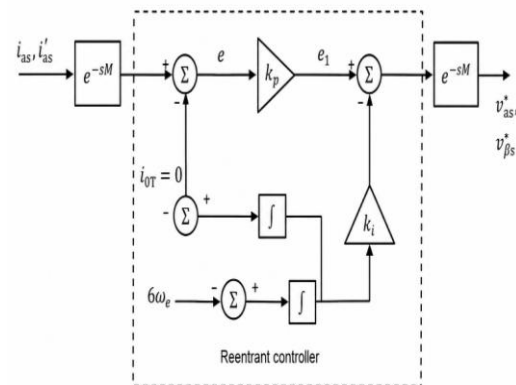 i_as, i′_as
e^−sM
+
Σ
-
e
k_p
e_1
+
Σ
-
e^−sM
v*_as,
v*_βs
i_0T = 0
-
Σ
+
∫
k_i
6ω_e
-
Σ
+
∫
Reentrant controller